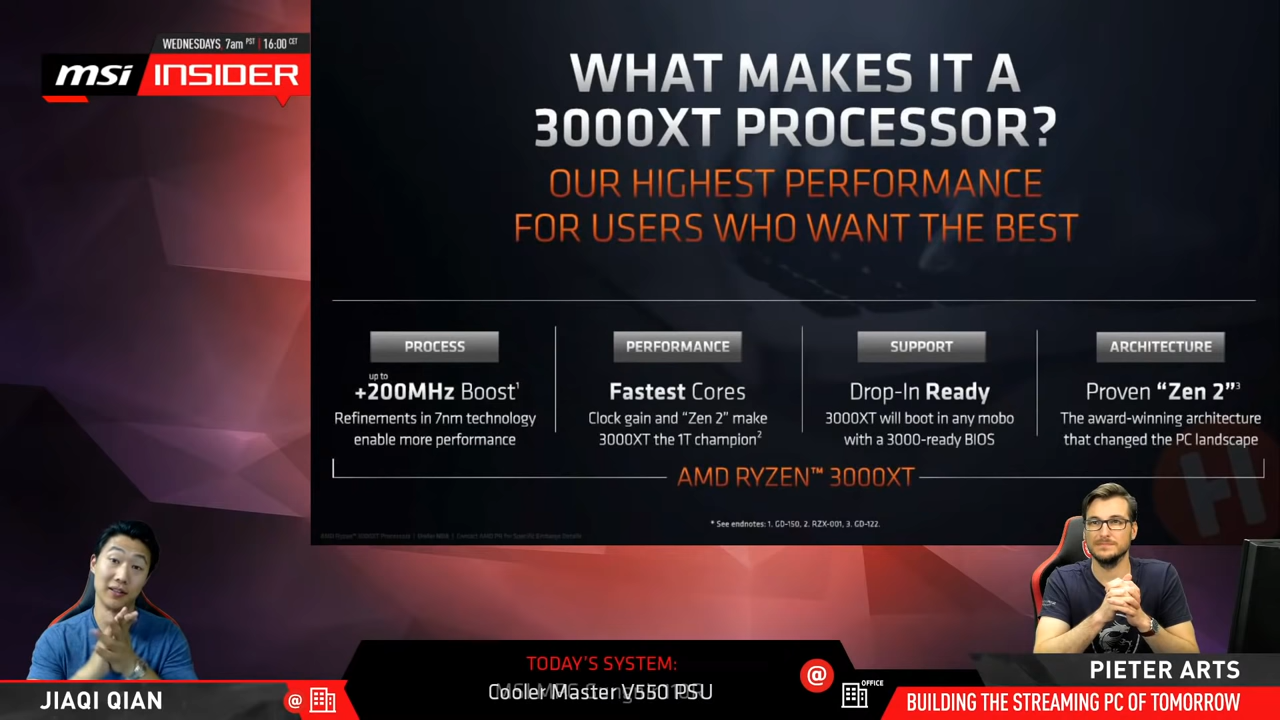 WEDNESDAYS 7am PST | 16:00 CET
msi INSIDER
WHAT MAKES IT A
3000XT PROCESSOR?
OUR HIGHEST PERFORMANCE
FOR USERS WHO WANT THE BEST
PROCESS
up to
+200MHz Boost¹
Refinements in 7nm technology
enable more performance
PERFORMANCE
Fastest Cores
Clock gain and “Zen 2” make
3000XT the 1T champion²
SUPPORT
Drop-In Ready
3000XT will boot in any mobo
with a 3000-ready BIOS
ARCHITECTURE
Proven “Zen 2”³
The award-winning architecture
that changed the PC landscape
AMD RYZEN™ 3000XT
* See endnotes: 1. GD-150, 2. RZX-001, 3. GD-122.
H
TODAY'S SYSTEM:
Cooler Master V550 PSU
JIAQI QIAN
@
@
OFFICE
PIETER ARTS
BUILDING THE STREAMING PC OF TOMORROW